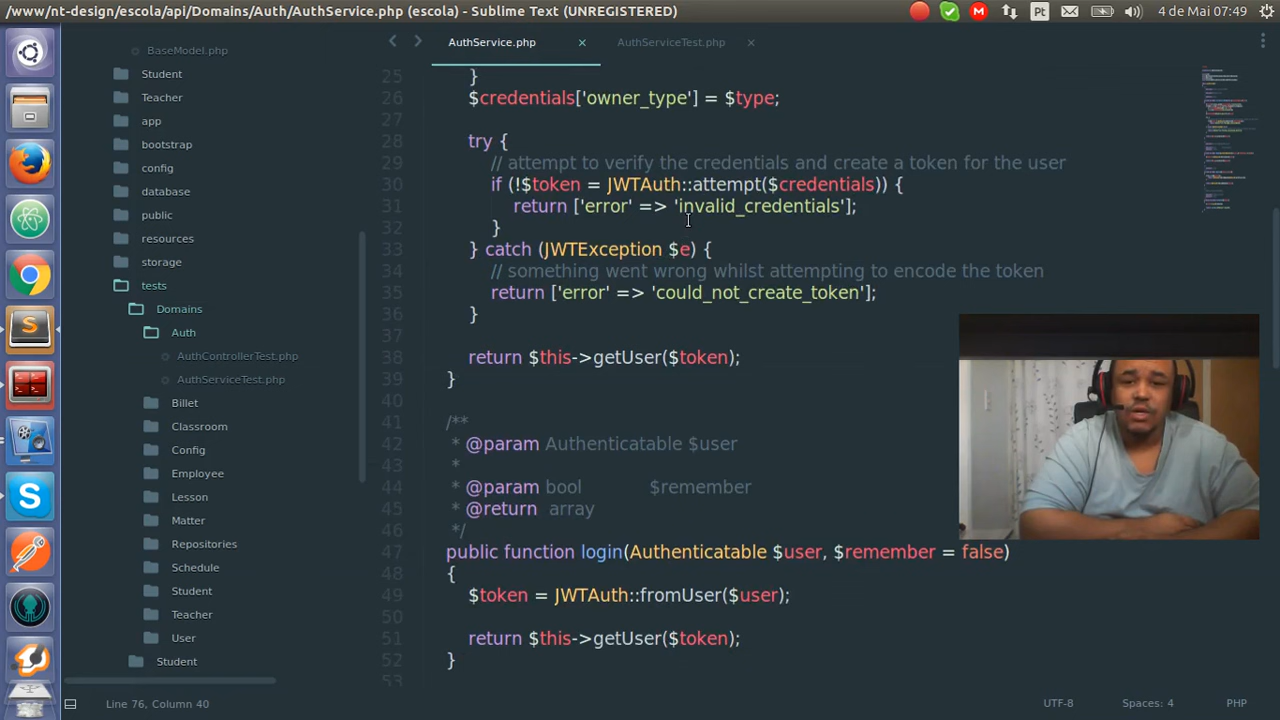 /www/nt-design/escola/api/Domains/Auth/AuthService.php (escola) - Sublime Text (UNREGISTERED)
Pt
4 de Mai 07:49
BaseModel.php
Student
Teacher
app
bootstrap
config
database
public
resources
storage
tests
Domains
Auth
AuthControllerTest.php
AuthServiceTest.php
Billet
Classroom
Config
Employee
Lesson
Matter
Repositories
Schedule
Student
Teacher
User
Student
AuthService.php
AuthServiceTest.php
25 }
26 $credentials['owner_type'] = $type;
27
28 try {
29 // attempt to verify the credentials and create a token for the user
30 if (!$token = JWTAuth::attempt($credentials)) {
31 return ['error' => 'invalid_credentials'];
32 }
33 } catch (JWTException $e) {
34 // something went wrong whilst attempting to encode the token
35 return ['error' => 'could_not_create_token'];
36 }
37
38 return $this->getUser($token);
39 }
40
41 /**
42 * @param Authenticatable $user
43 *
44 * @param bool $remember
45 * @return array
46 */
47 public function login(Authenticatable $user, $remember = false)
48 {
49 $token = JWTAuth::fromUser($user);
50
51 return $this->getUser($token);
52 }
53
Line 76, Column 40
UTF-8
Spaces: 4
PHP